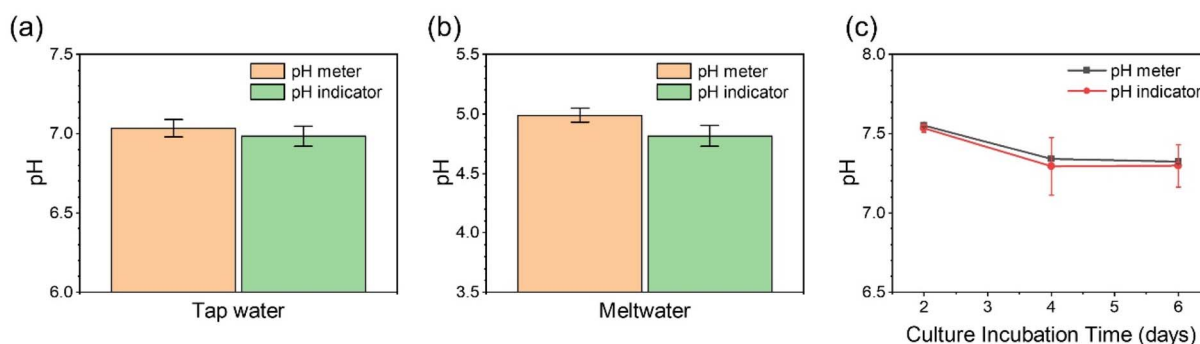 (a)
7.5
7.0
6.5
6.0
pH
pH meter
pH indicator
Tap water
(b)
5.5
5.0
4.5
4.0
3.5
pH
pH meter
pH indicator
Meltwater
(c)
8.0
7.5
7.0
6.5
pH
pH meter
pH indicator
2 3 4 5 6
Culture Incubation Time (days)